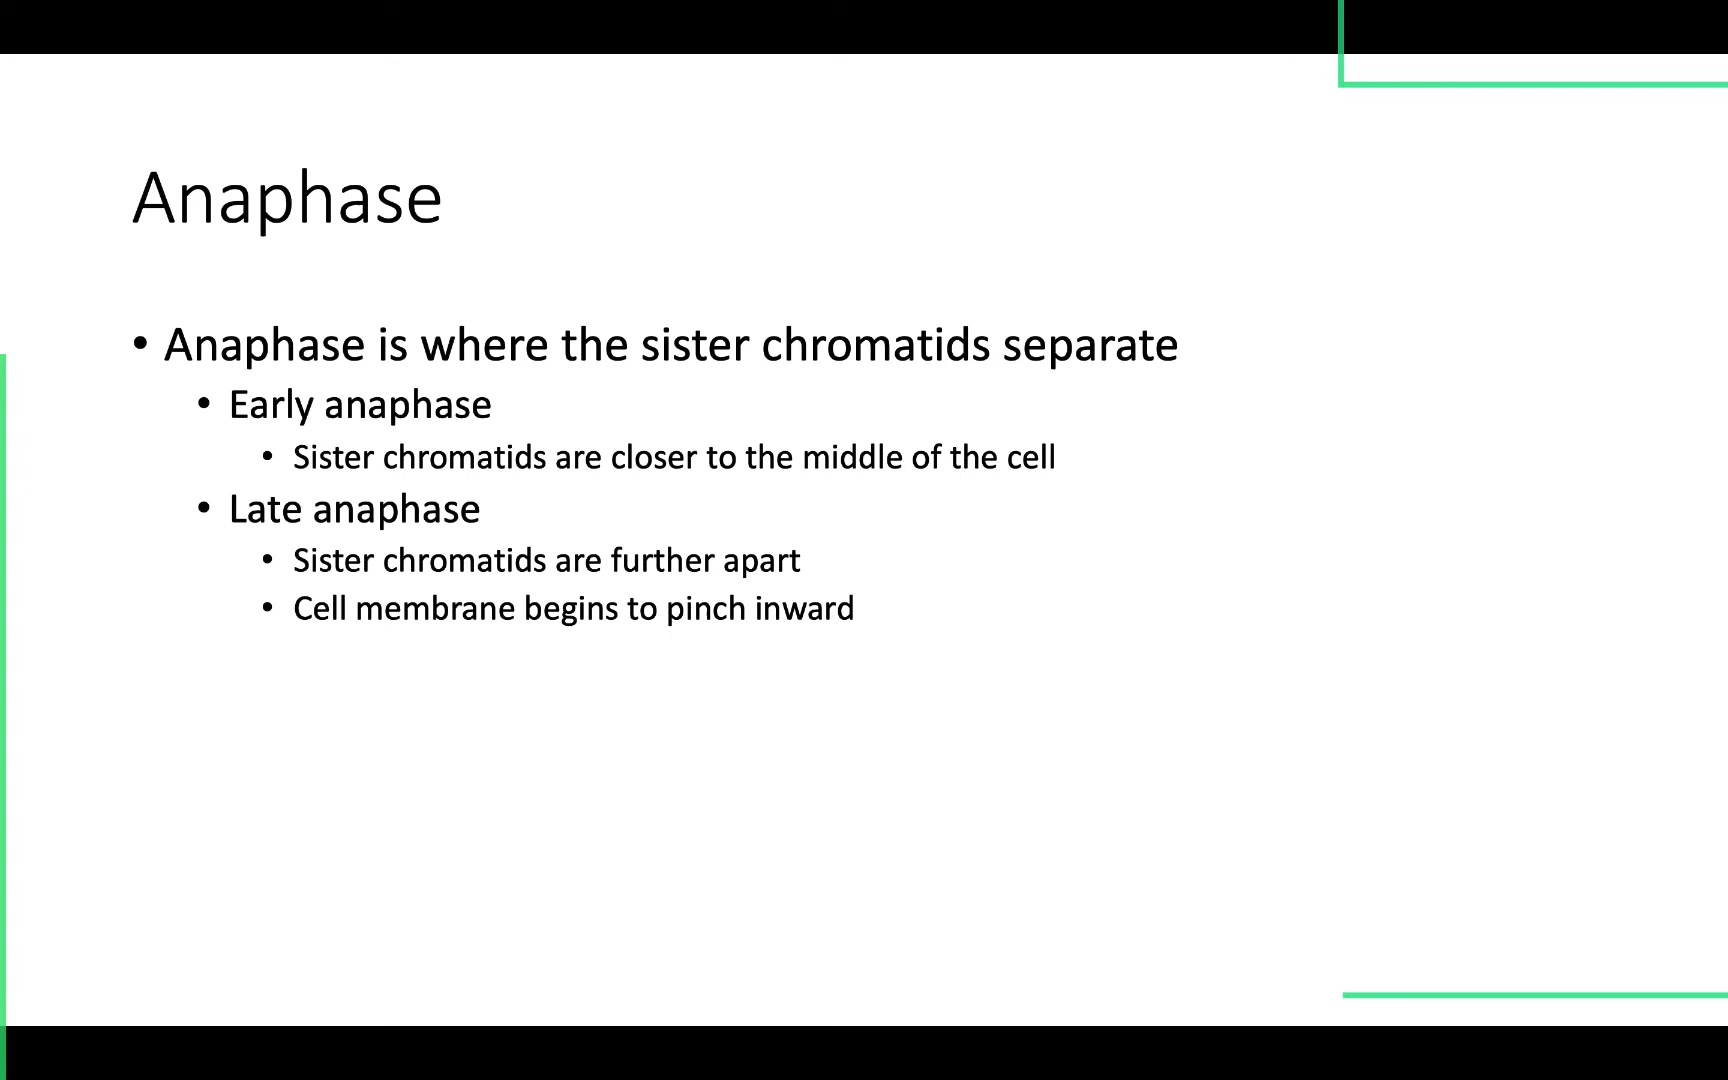 Anaphase
• Anaphase is where the sister chromatids separate
• Early anaphase
• Sister chromatids are closer to the middle of the cell
• Late anaphase
• Sister chromatids are further apart
• Cell membrane begins to pinch inward